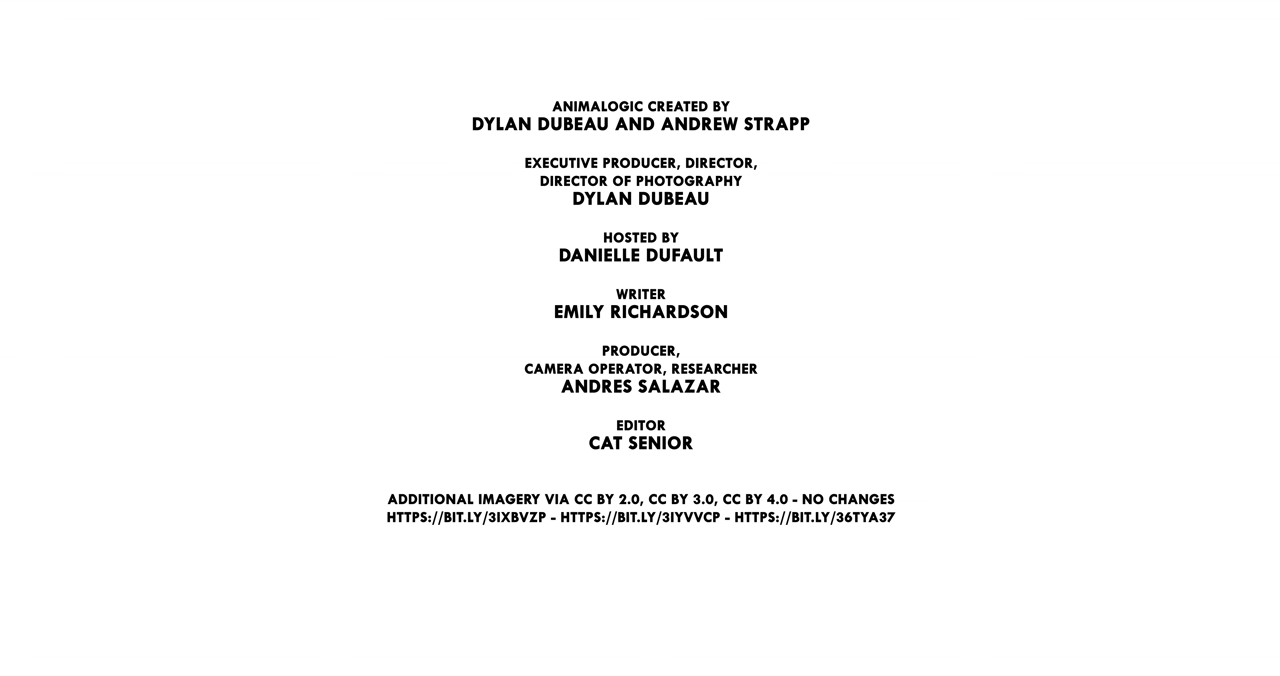 ANIMALOGIC CREATED BY
DYLAN DUBEAU AND ANDREW STRAPP
EXECUTIVE PRODUCER, DIRECTOR,
DIRECTOR OF PHOTOGRAPHY
DYLAN DUBEAU
HOSTED BY
DANIELLE DUFAULT
WRITER
EMILY RICHARDSON
PRODUCER,
CAMERA OPERATOR, RESEARCHER
ANDRES SALAZAR
EDITOR
CAT SENIOR
ADDITIONAL IMAGERY VIA CC BY 2.0, CC BY 3.0, CC BY 4.0 - NO CHANGES
HTTPS://BIT.LY/3IXBVZP - HTTPS://BIT.LY/3IYVVCP - HTTPS://BIT.LY/36TYA37